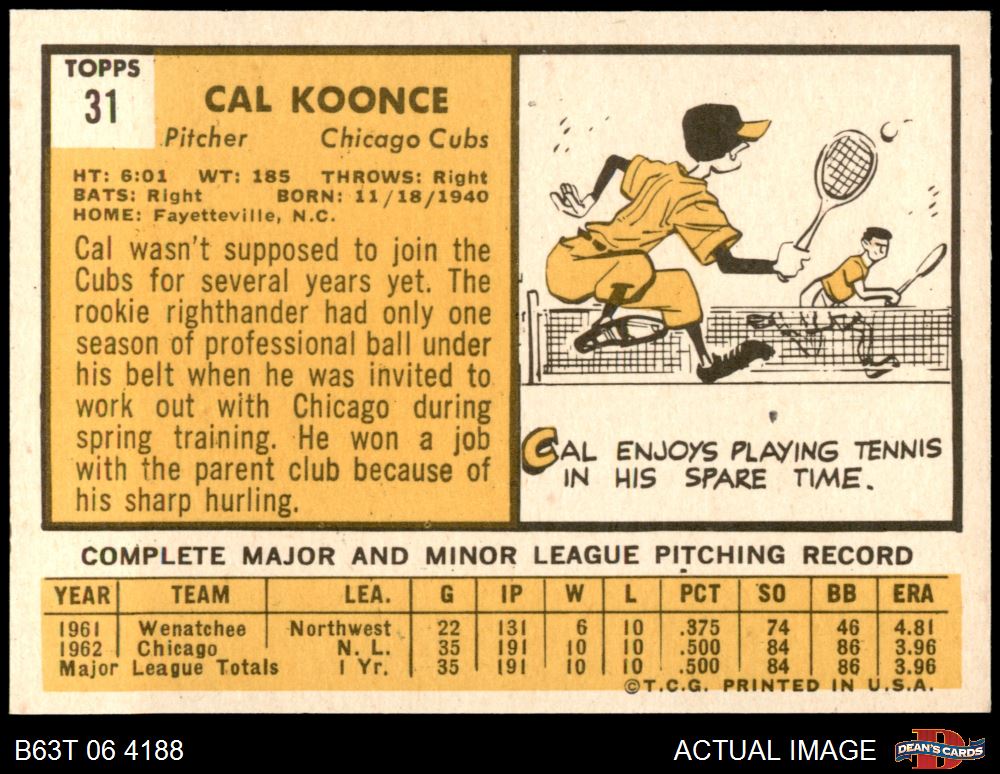 TOPPS
31
CAL KOONCE
Pitcher Chicago Cubs
HT: 6:01 WT: 185 THROWS: Right
BATS: Right BORN: 11/18/1940
HOME: Fayetteville, N.C.
Cal wasn't supposed to join the
Cubs for several years yet. The
rookie righthander had only one
season of professional ball under
his belt when he was invited to
work out with Chicago during
spring training. He won a job
with the parent club because of
his sharp hurling.
CAL ENJOYS PLAYING TENNIS
IN HIS SPARE TIME.
COMPLETE MAJOR AND MINOR LEAGUE PITCHING RECORD
YEAR TEAM LEA. G IP W L PCT SO BB ERA
1961 Wenatchee Northwest 22 131 6 10 .375 74 46 4.81
1962 Chicago N. L. 35 191 10 10 .500 84 86 3.96
Major League Totals 1 Yr. 35 191 10 10 .500 84 86 3.96
©T.C.G. PRINTED IN U.S.A.
B63T 06 4188 ACTUAL IMAGE DEAN'S CARDS